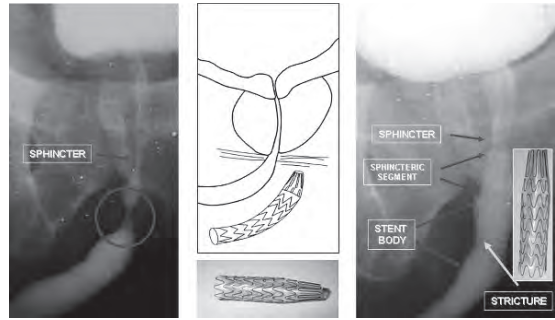 SPHINCTER
SPHINCTER
SPHINCTERIC
SEGMENT
STENT
BODY
STRICTURE